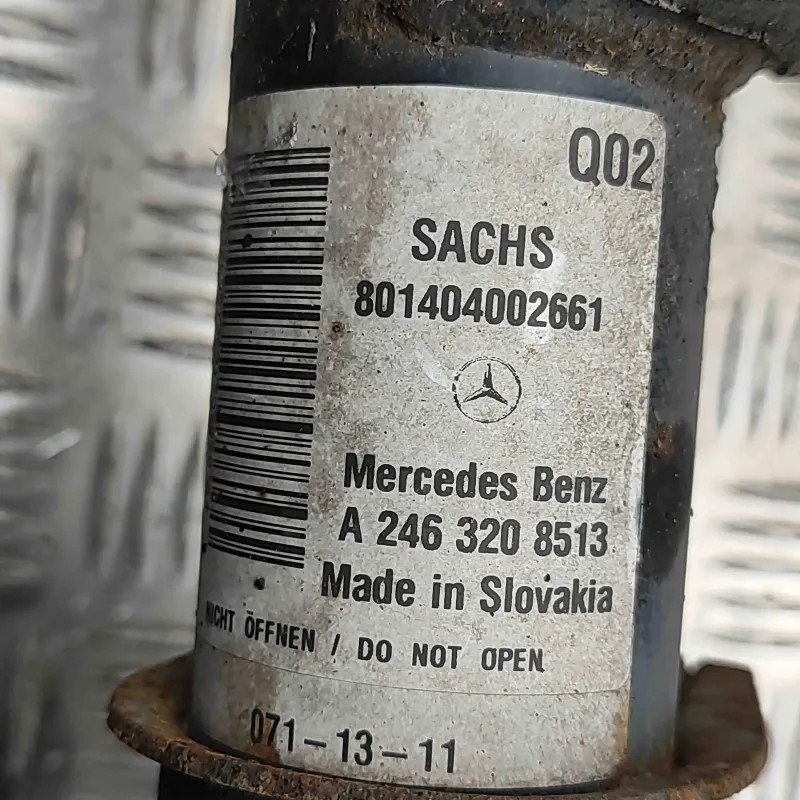 Q02
SACHS
801404002661
Mercedes Benz
A 246 320 8513
Made in Slovakia
NICHT ÖFFNEN / DO NOT OPEN
071-13-11